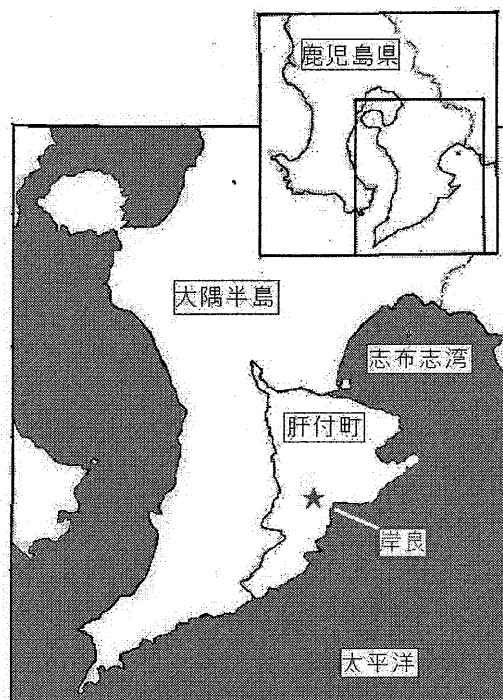 鹿児島県
大隅半島
志布志湾
肝付町
岸良
太平洋